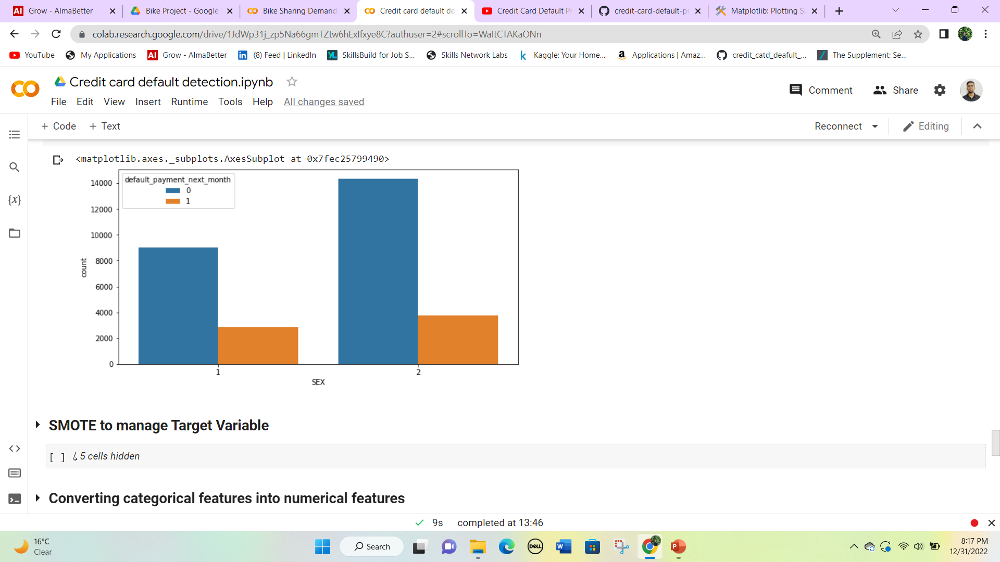 Grow - AlmaBetter
Bike Project - Google
Bike Sharing Demand
Credit card default de
Credit Card Default Pr
credit-card-default-pr
Matplotlib: Plotting Su
colab.research.google.com/drive/1JdWp31j_zp5Na66gmTZtw6hExIfxye8C?authuser=2#scrollTo=WaItCTAKaONn
YouTube
My Applications
Grow - AlmaBetter
(8) Feed | LinkedIn
SkillsBuild for Job S...
Skills Network Labs
Kaggle: Your Home...
Applications | Amaz...
credit_catd_deafult_...
The Supplement: Se...
Credit card default detection.ipynb
Comment
Share
File Edit View Insert Runtime Tools Help All changes saved
+ Code + Text
Reconnect
Editing
<matplotlib.axes._subplots.AxesSubplot at 0x7fec25799490>
default_payment_next_month
0
1
14000
12000
10000
8000
6000
4000
2000
0
count
1
2
SEX
SMOTE to manage Target Variable
[ ] ↳ 5 cells hidden
Converting categorical features into numerical features
9s completed at 13:46
16°C
Clear
Search
8:17 PM
12/31/2022